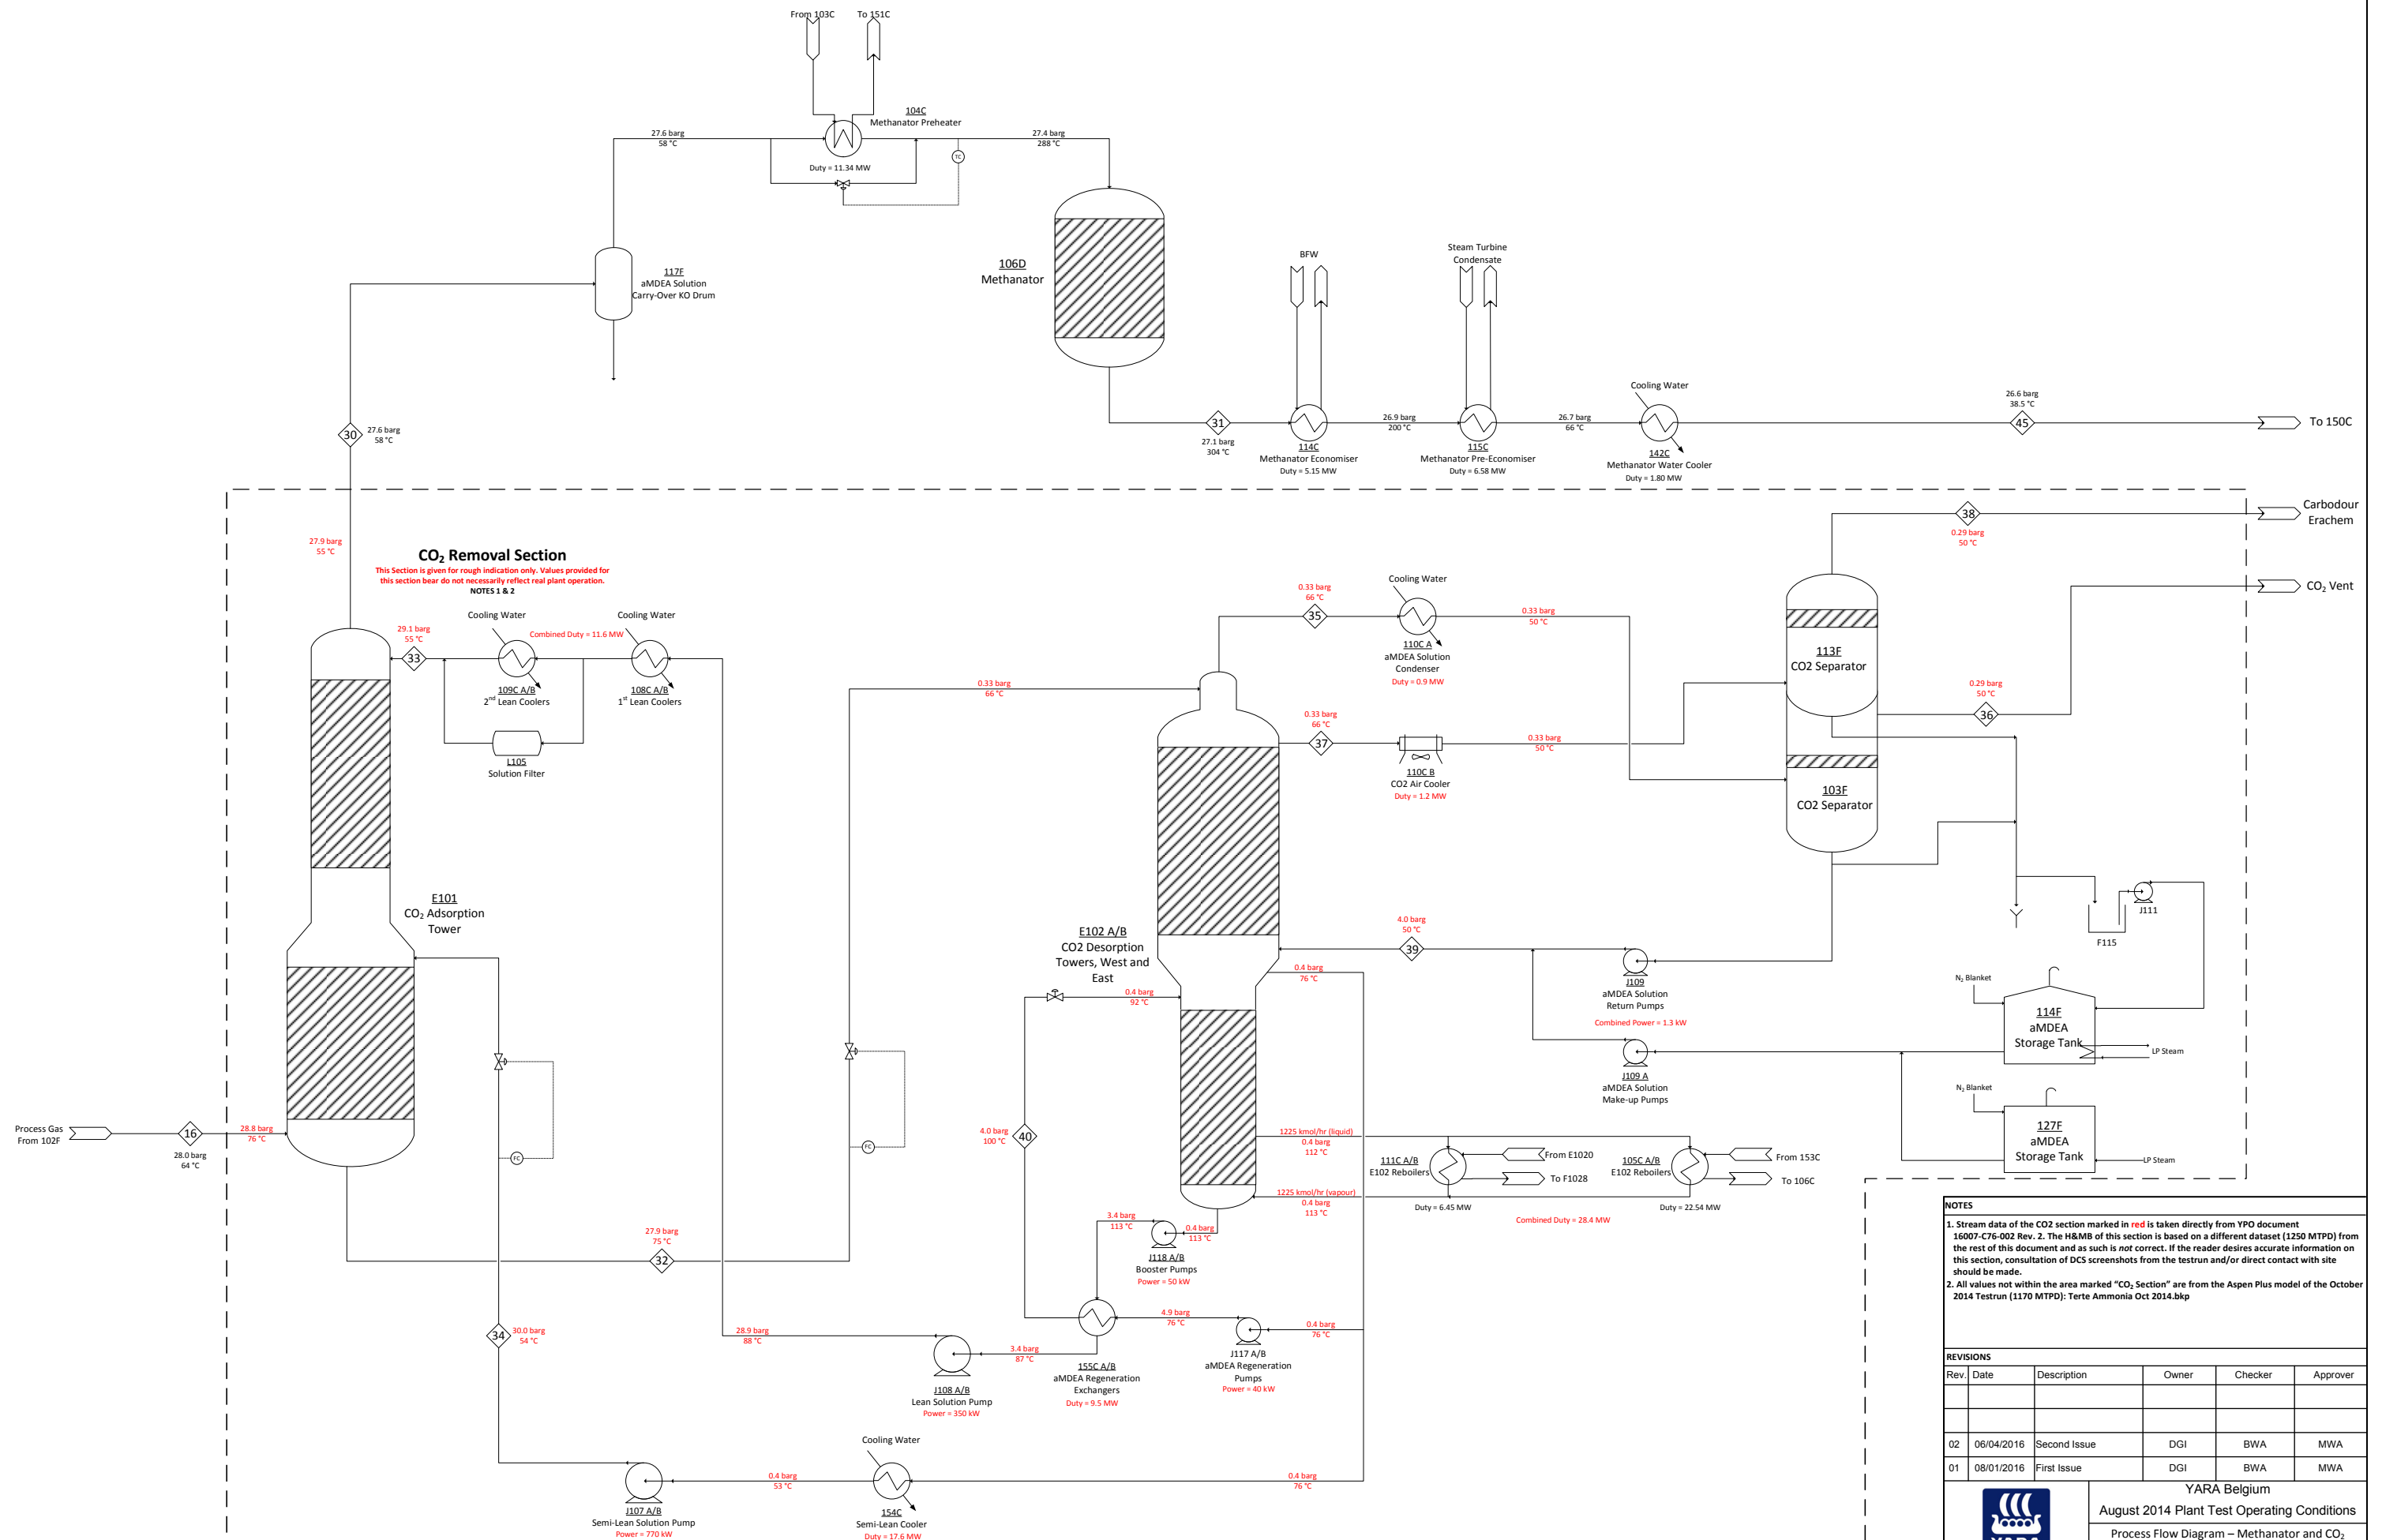 From 103C
To 151C
104C
Methanator Preheater
27.6 barg
58 °C
27.4 barg
288 °C
TC
Duty = 11.34 MW
117F
aMDEA Solution
Carry-Over KO Drum
106D
Methanator
BFW
Steam Turbine
Condensate
Cooling Water
30
27.6 barg
58 °C
31
27.1 barg
304 °C
114C
Methanator Economiser
Duty = 5.15 MW
26.9 barg
200 °C
115C
Methanator Pre-Economiser
Duty = 6.58 MW
26.7 barg
66 °C
142C
Methanator Water Cooler
Duty = 1.80 MW
26.6 barg
38.5 °C
45
To 150C
27.9 barg
55 °C
CO2 Removal Section
This Section is given for rough indication only. Values provided for
this section bear do not necessarily reflect real plant operation.
NOTES 1 & 2
38
0.29 barg
50 °C
Carbodour
Erachem
CO2 Vent
29.1 barg
55 °C
33
Cooling Water
Combined Duty = 11.6 MW
Cooling Water
109C A/B
2nd Lean Coolers
108C A/B
1st Lean Coolers
L105
Solution Filter
0.33 barg
66 °C
0.33 barg
66 °C
35
Cooling Water
110C A
aMDEA Solution
Condenser
Duty = 0.9 MW
0.33 barg
50 °C
0.33 barg
66 °C
37
110C B
CO2 Air Cooler
Duty = 1.2 MW
0.33 barg
50 °C
113F
CO2 Separator
0.29 barg
50 °C
36
103F
CO2 Separator
E101
CO2 Adsorption
Tower
E102 A/B
CO2 Desorption
Towers, West and
East
4.0 barg
50 °C
39
0.4 barg
76 °C
0.4 barg
92 °C
J109
aMDEA Solution
Return Pumps
Combined Power = 1.3 kW
J109 A
aMDEA Solution
Make-up Pumps
J111
F115
N2 Blanket
114F
aMDEA
Storage Tank
LP Steam
N2 Blanket
127F
aMDEA
Storage Tank
LP Steam
Process Gas
From 102F
16
28.0 barg
64 °C
28.8 barg
76 °C
FC
FC
4.0 barg
100 °C
40
1225 kmol/hr (liquid)
0.4 barg
112 °C
1225 kmol/hr (vapour)
0.4 barg
113 °C
111C A/B
E102 Reboilers
From E1020
To F1028
Duty = 6.45 MW
105C A/B
E102 Reboilers
From 153C
To 106C
Duty = 22.54 MW
Combined Duty = 28.4 MW
27.9 barg
75 °C
32
3.4 barg
113 °C
0.4 barg
113 °C
J118 A/B
Booster Pumps
Power = 50 kW
34
30.0 barg
54 °C
28.9 barg
88 °C
J108 A/B
Lean Solution Pump
Power = 350 kW
3.4 barg
87 °C
155C A/B
aMDEA Regeneration
Exchangers
Duty = 9.5 MW
4.9 barg
76 °C
J117 A/B
aMDEA Regeneration
Pumps
Power = 40 kW
0.4 barg
76 °C
Cooling Water
J107 A/B
Semi-Lean Solution Pump
Power = 770 kW
0.4 barg
53 °C
154C
Semi-Lean Cooler
Duty = 17.6 MW
0.4 barg
76 °C
NOTES
1. Stream data of the CO2 section marked in red is taken directly from YPO document
16007-C76-002 Rev. 2. The H&MB of this section is based on a different dataset (1250 MTPD) from
the rest of this document and as such is not correct. If the reader desires accurate information on
this section, consultation of DCS screenshots from the testrun and/or direct contact with site
should be made.
2. All values not within the area marked “CO2 Section” are from the Aspen Plus model of the October
2014 Testrun (1170 MTPD): Terte Ammonia Oct 2014.bkp
REVISIONS
Rev. Date Description Owner Checker Approver
02 06/04/2016 Second Issue DGI BWA MWA
01 08/01/2016 First Issue DGI BWA MWA
YARA Belgium
August 2014 Plant Test Operating Conditions
Process Flow Diagram – Methanator and CO2
YARA